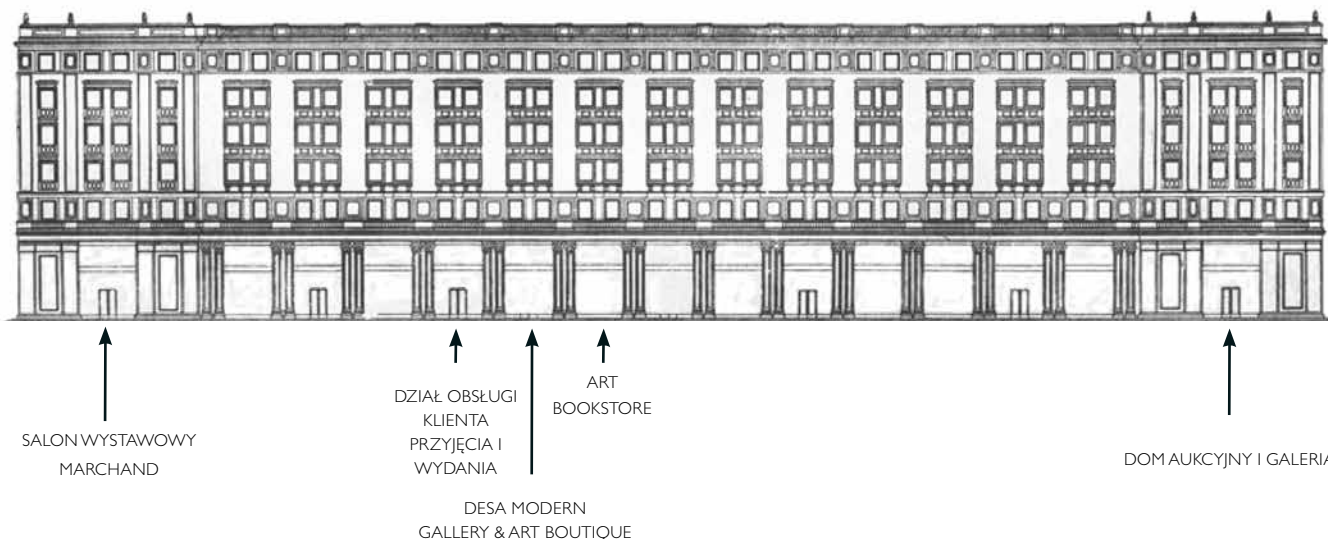 SALON WYSTAWOWY
MARCHAND
DZIAŁ OBSŁUGI
KLIENTA
PRZYJĘCIA I
WYDANIA
DESA MODERN
GALLERY & ART BOUTIQUE
ART
BOOKSTORE
DOM AUKCYJNY I GALERIA